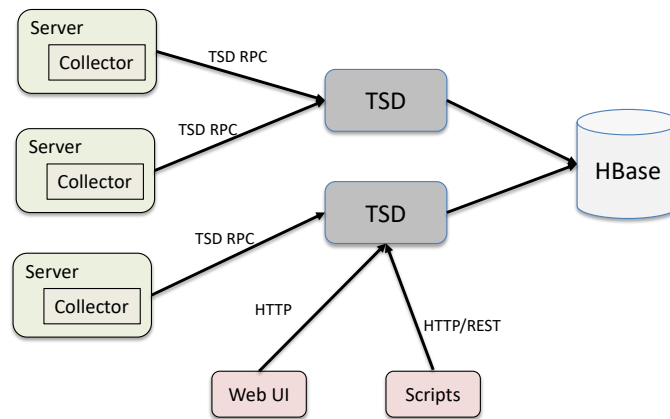 Server
Collector
TSD RPC
TSD
Server
Collector
TSD RPC
HBase
TSD
Server
Collector
TSD RPC
HTTP
HTTP/REST
Web UI
Scripts